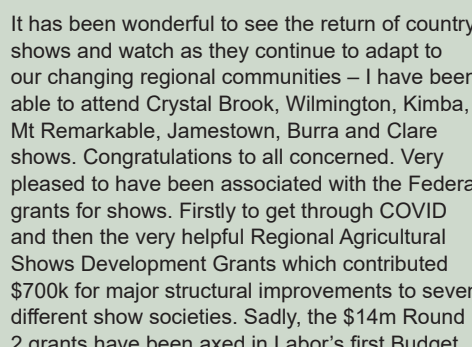 It has been wonderful to see the return of country
shows and watch as they continue to adapt to
our changing regional communities – I have been
able to attend Crystal Brook, Wilmington, Kimba,
Mt Remarkable, Jamestown, Burra and Clare
shows. Congratulations to all concerned. Very
pleased to have been associated with the Federa
grants for shows. Firstly to get through COVID
and then the very helpful Regional Agricultural
Shows Development Grants which contributed
$700k for major structural improvements to sever
different show societies. Sadly, the $14m Round
2 grants have been axed in Labor’s first Budget